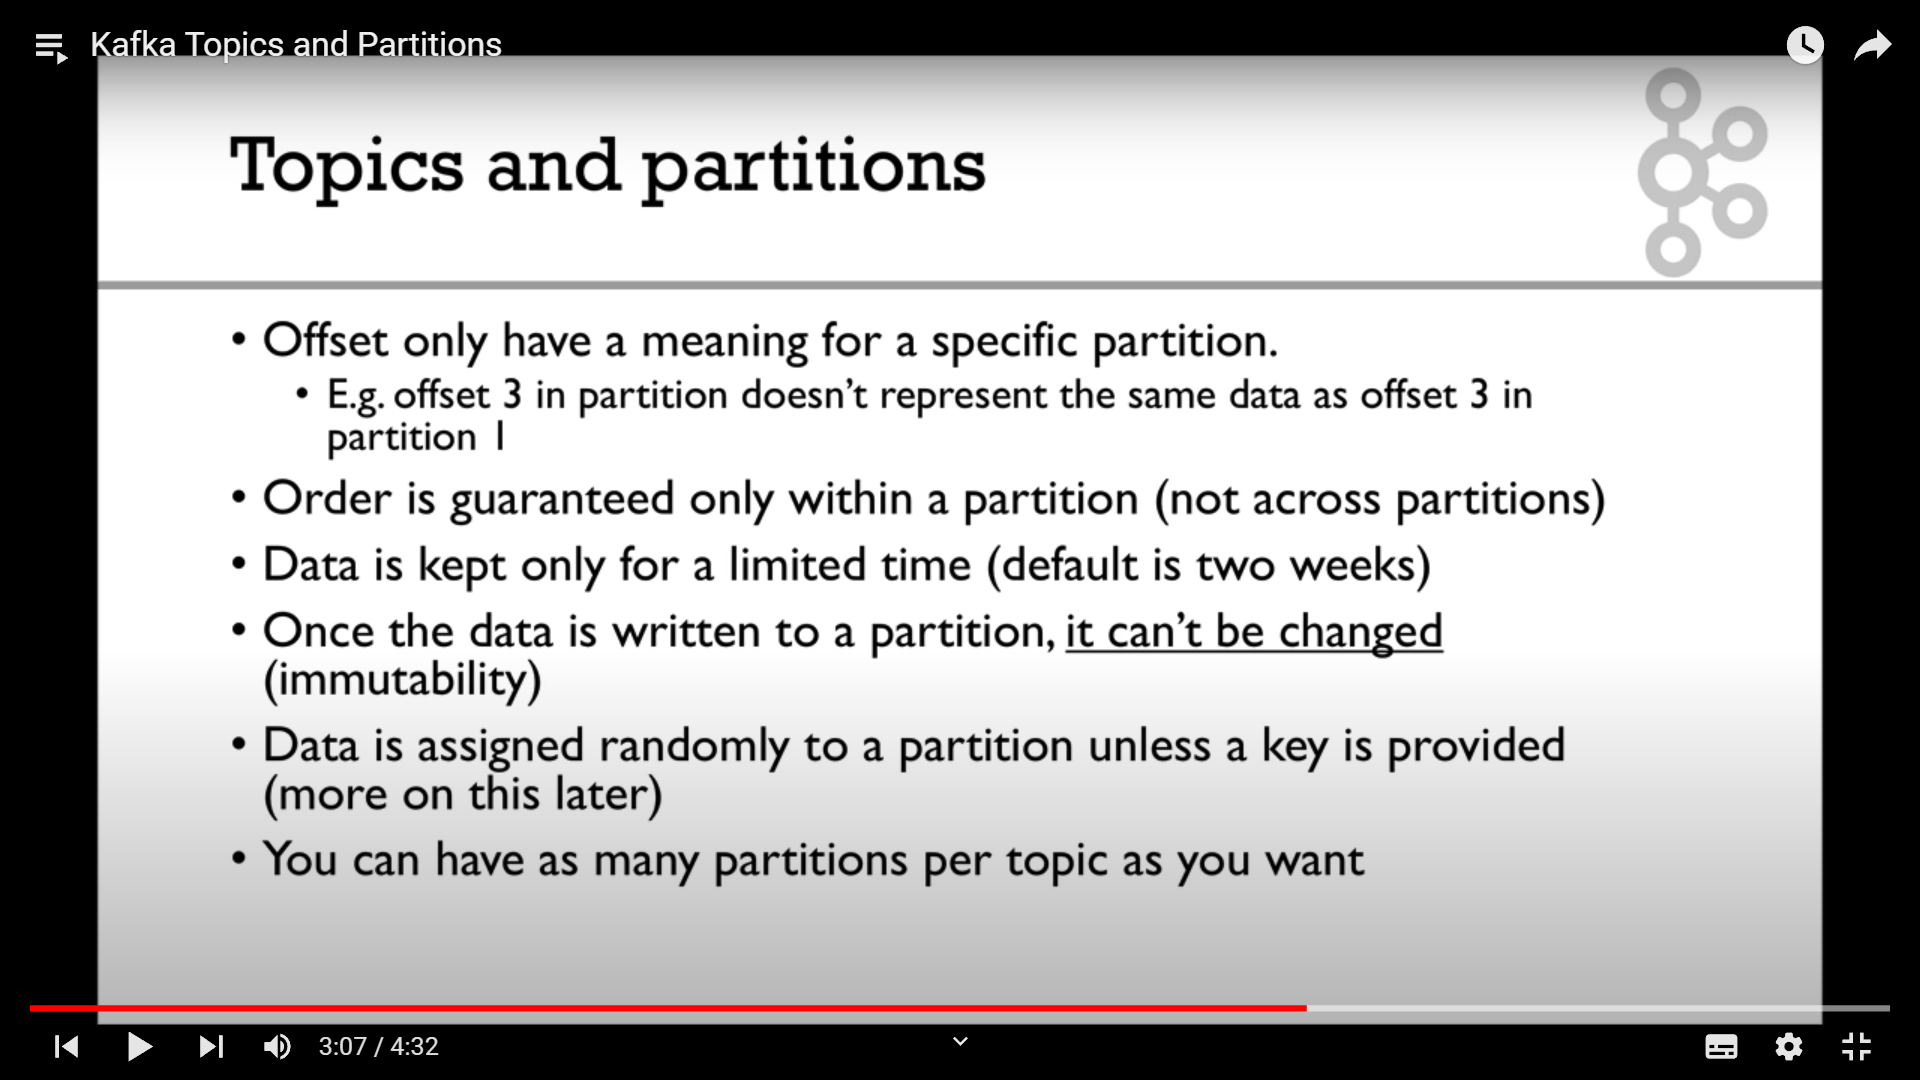 Kafka Topics and Partitions
Topics and partitions
• Offset only have a meaning for a specific partition.
• E.g. offset 3 in partition doesn't represent the same data as offset 3 in
partition 1
• Order is guaranteed only within a partition (not across partitions)
• Data is kept only for a limited time (default is two weeks)
• Once the data is written to a partition, it can't be changed
(immutability)
• Data is assigned randomly to a partition unless a key is provided
(more on this later)
• You can have as many partitions per topic as you want
3:07 / 4:32